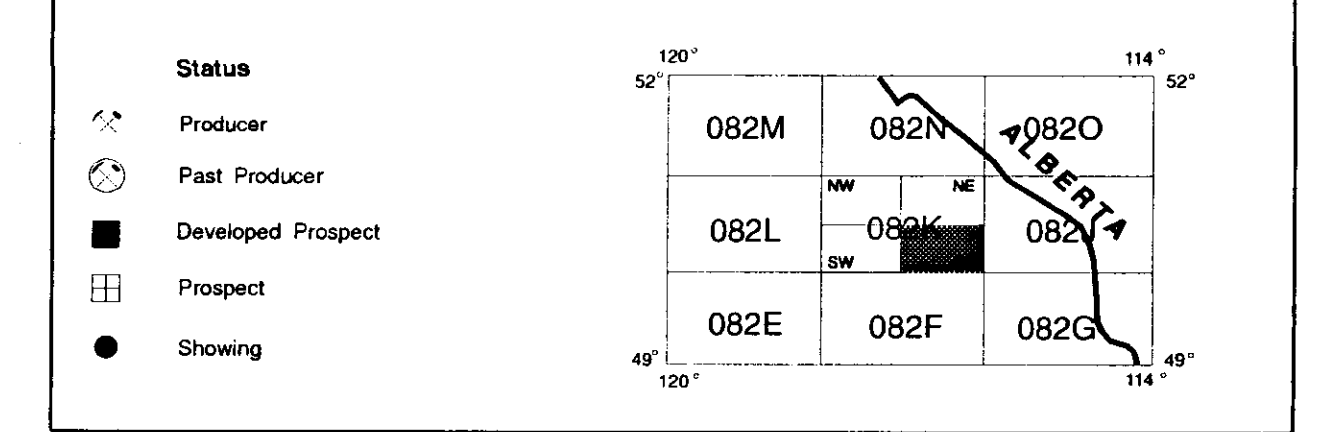 Status
Producer
Past Producer
Developed Prospect
Prospect
Showing
120° 114°
52° 52°
082M 082N 082O
ALBERTA
NW NE
082L 082K
SW
082E 082F 082G
49° 49°
120° 114°